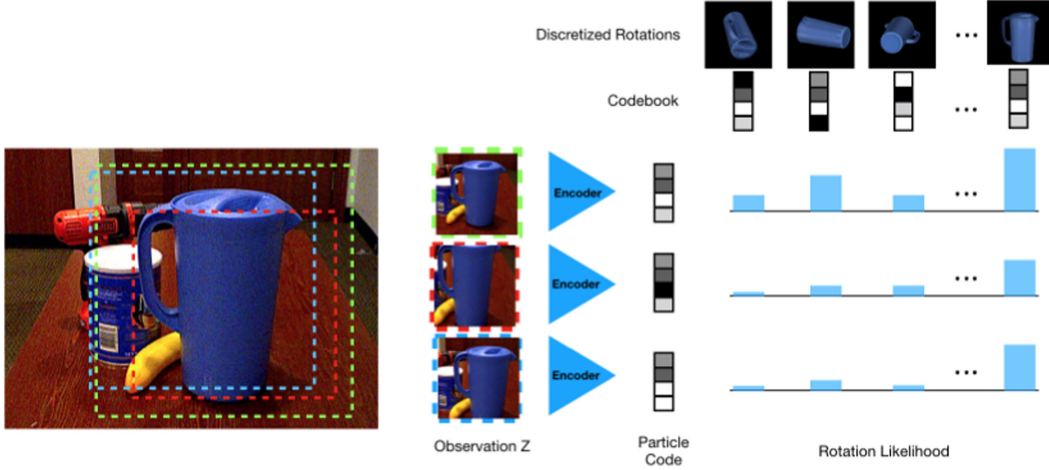 Discretized Rotations
...
Codebook
...
Encoder
...
Encoder
...
Encoder
...
Observation Z
Particle
Code
Rotation Likelihood